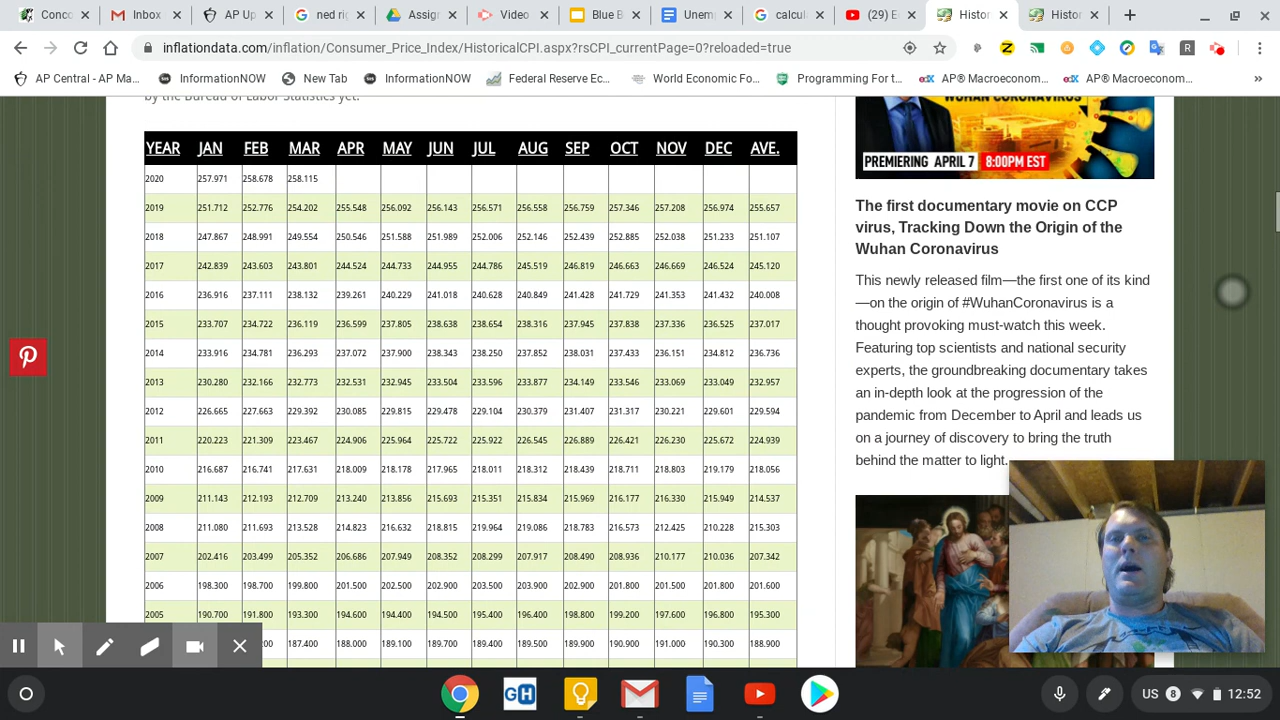 Conce
Inbox
AP Up
ned rig
Assign
Video
Blue B
Unem
calcula
(29) E
Histor
Histor
inflationdata.com/inflation/Consumer_Price_Index/HistoricalCPI.aspx?rsCPI_currentPage=0?reloaded=true
AP Central - AP Ma...
InformationNOW
New Tab
InformationNOW
Federal Reserve Ec...
World Economic Fo...
Programming For t...
AP® Macroeconom...
AP® Macroeconom...
by the Bureau of Labor Statistics yet.
YEAR JAN FEB MAR APR MAY JUN JUL AUG SEP OCT NOV DEC AVE.
2020 257.971 258.678 258.115
2019 251.712 252.776 254.202 255.548 256.092 256.143 256.571 256.558 256.759 257.346 257.208 256.974 255.657
2018 247.867 248.991 249.554 250.546 251.588 251.989 252.006 252.146 252.439 252.885 252.038 251.233 251.107
2017 242.839 243.603 243.801 244.524 244.733 244.955 244.786 245.519 246.819 246.663 246.669 246.524 245.120
2016 236.916 237.111 238.132 239.261 240.229 241.018 240.628 240.849 241.428 241.729 241.353 241.432 240.008
2015 233.707 234.722 236.119 236.599 237.805 238.638 238.654 238.316 237.945 237.838 237.336 236.525 237.017
2014 233.916 234.781 236.293 237.072 237.900 238.343 238.250 237.852 238.031 237.433 236.151 234.812 236.736
2013 230.280 232.166 232.773 232.531 232.945 233.504 233.596 233.877 234.149 233.546 233.069 233.049 232.957
2012 226.665 227.663 229.392 230.085 229.815 229.478 229.104 230.379 231.407 231.317 230.221 229.601 229.594
2011 220.223 221.309 223.467 224.906 225.964 225.722 225.922 226.545 226.889 226.421 226.230 225.672 224.939
2010 216.687 216.741 217.631 218.009 218.178 217.965 218.011 218.312 218.439 218.711 218.803 219.179 218.056
2009 211.143 212.193 212.709 213.240 213.856 215.693 215.351 215.834 215.969 216.177 216.330 215.949 214.537
2008 211.080 211.693 213.528 214.823 216.632 218.815 219.964 219.086 218.783 216.573 212.425 210.228 215.303
2007 202.416 203.499 205.352 206.686 207.949 208.352 208.299 207.917 208.490 208.936 210.177 210.036 207.342
2006 198.300 198.700 199.800 201.500 202.500 202.900 203.500 203.900 202.900 201.800 201.500 201.800 201.600
2005 190.700 191.800 193.300 194.600 194.400 194.500 195.400 196.400 198.800 199.200 197.600 196.800 195.300
187.400 188.000 189.100 189.700 189.400 189.500 189.900 190.900 191.000 190.300 188.900
WUHAN CORONAVIRUS
PREMIERING APRIL 7 8:00PM EST
The first documentary movie on CCP
virus, Tracking Down the Origin of the
Wuhan Coronavirus
This newly released film—the first one of its kind
—on the origin of #WuhanCoronavirus is a
thought provoking must-watch this week.
Featuring top scientists and national security
experts, the groundbreaking documentary takes
an in-depth look at the progression of the
pandemic from December to April and leads us
on a journey of discovery to bring the truth
behind the matter to light.
GH
US 8 12:52